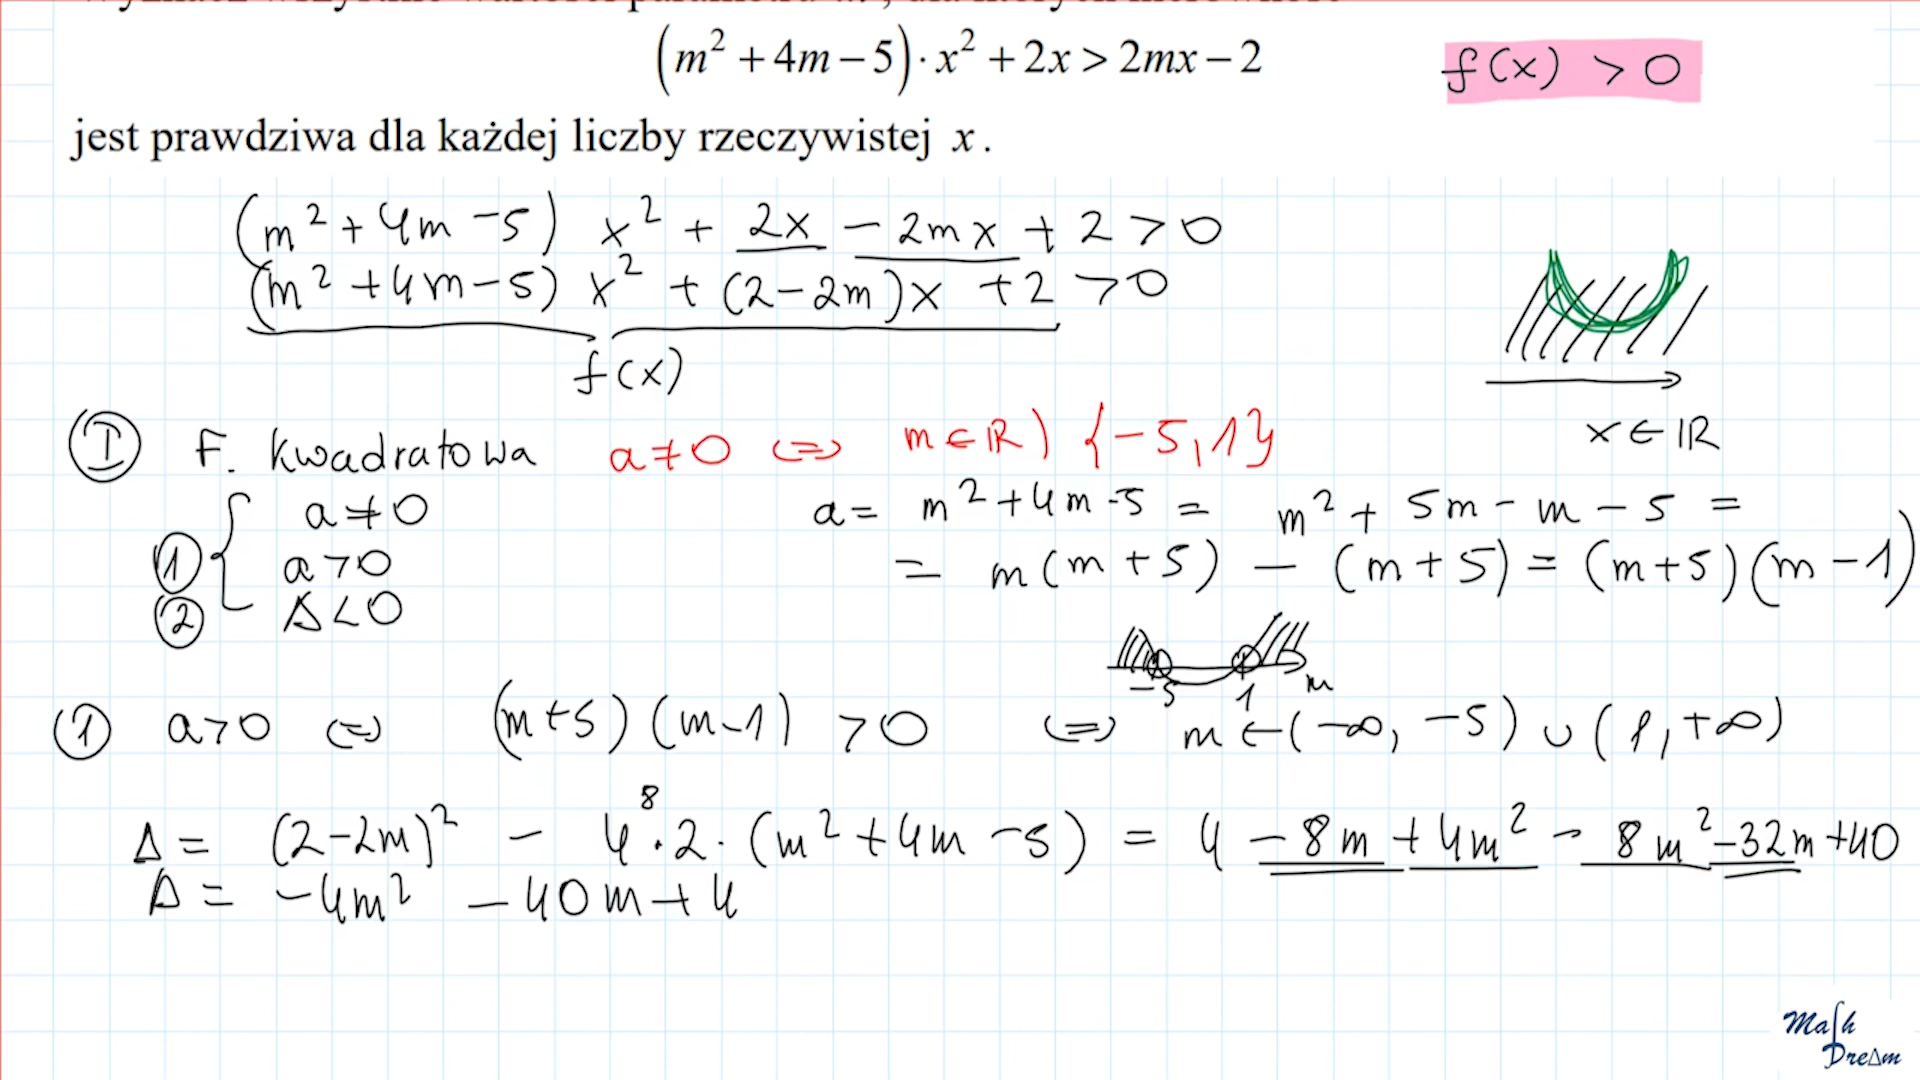 (m² + 4m − 5) · x² + 2x > 2mx − 2
f(x) > 0
jest prawdziwa dla każdej liczby rzeczywistej x.
(m² + 4m − 5) x² + 2x − 2mx + 2 > 0
(m² + 4m − 5) x² + (2 − 2m)x + 2 > 0
f(x)
x ∈ ℝ
I F. kwadratowa a ≠ 0 ⇔ m ∈ ℝ \ {−5, 1}
a ≠ 0
① a > 0
② Δ < 0
a = m² + 4m − 5 = m² + 5m − m − 5 =
= m(m + 5) − (m + 5) = (m + 5)(m − 1)
−5 1 m
① a > 0 ⇔ (m + 5)(m − 1) > 0 ⇔ m ∈ (−∞, −5) ∪ (1, +∞)
8
Δ = (2 − 2m)² − 4 · 2 · (m² + 4m − 5) = 4 − 8m + 4m² − 8m² − 32m + 40
Δ = −4m² − 40m + 4
Math
DreΔm